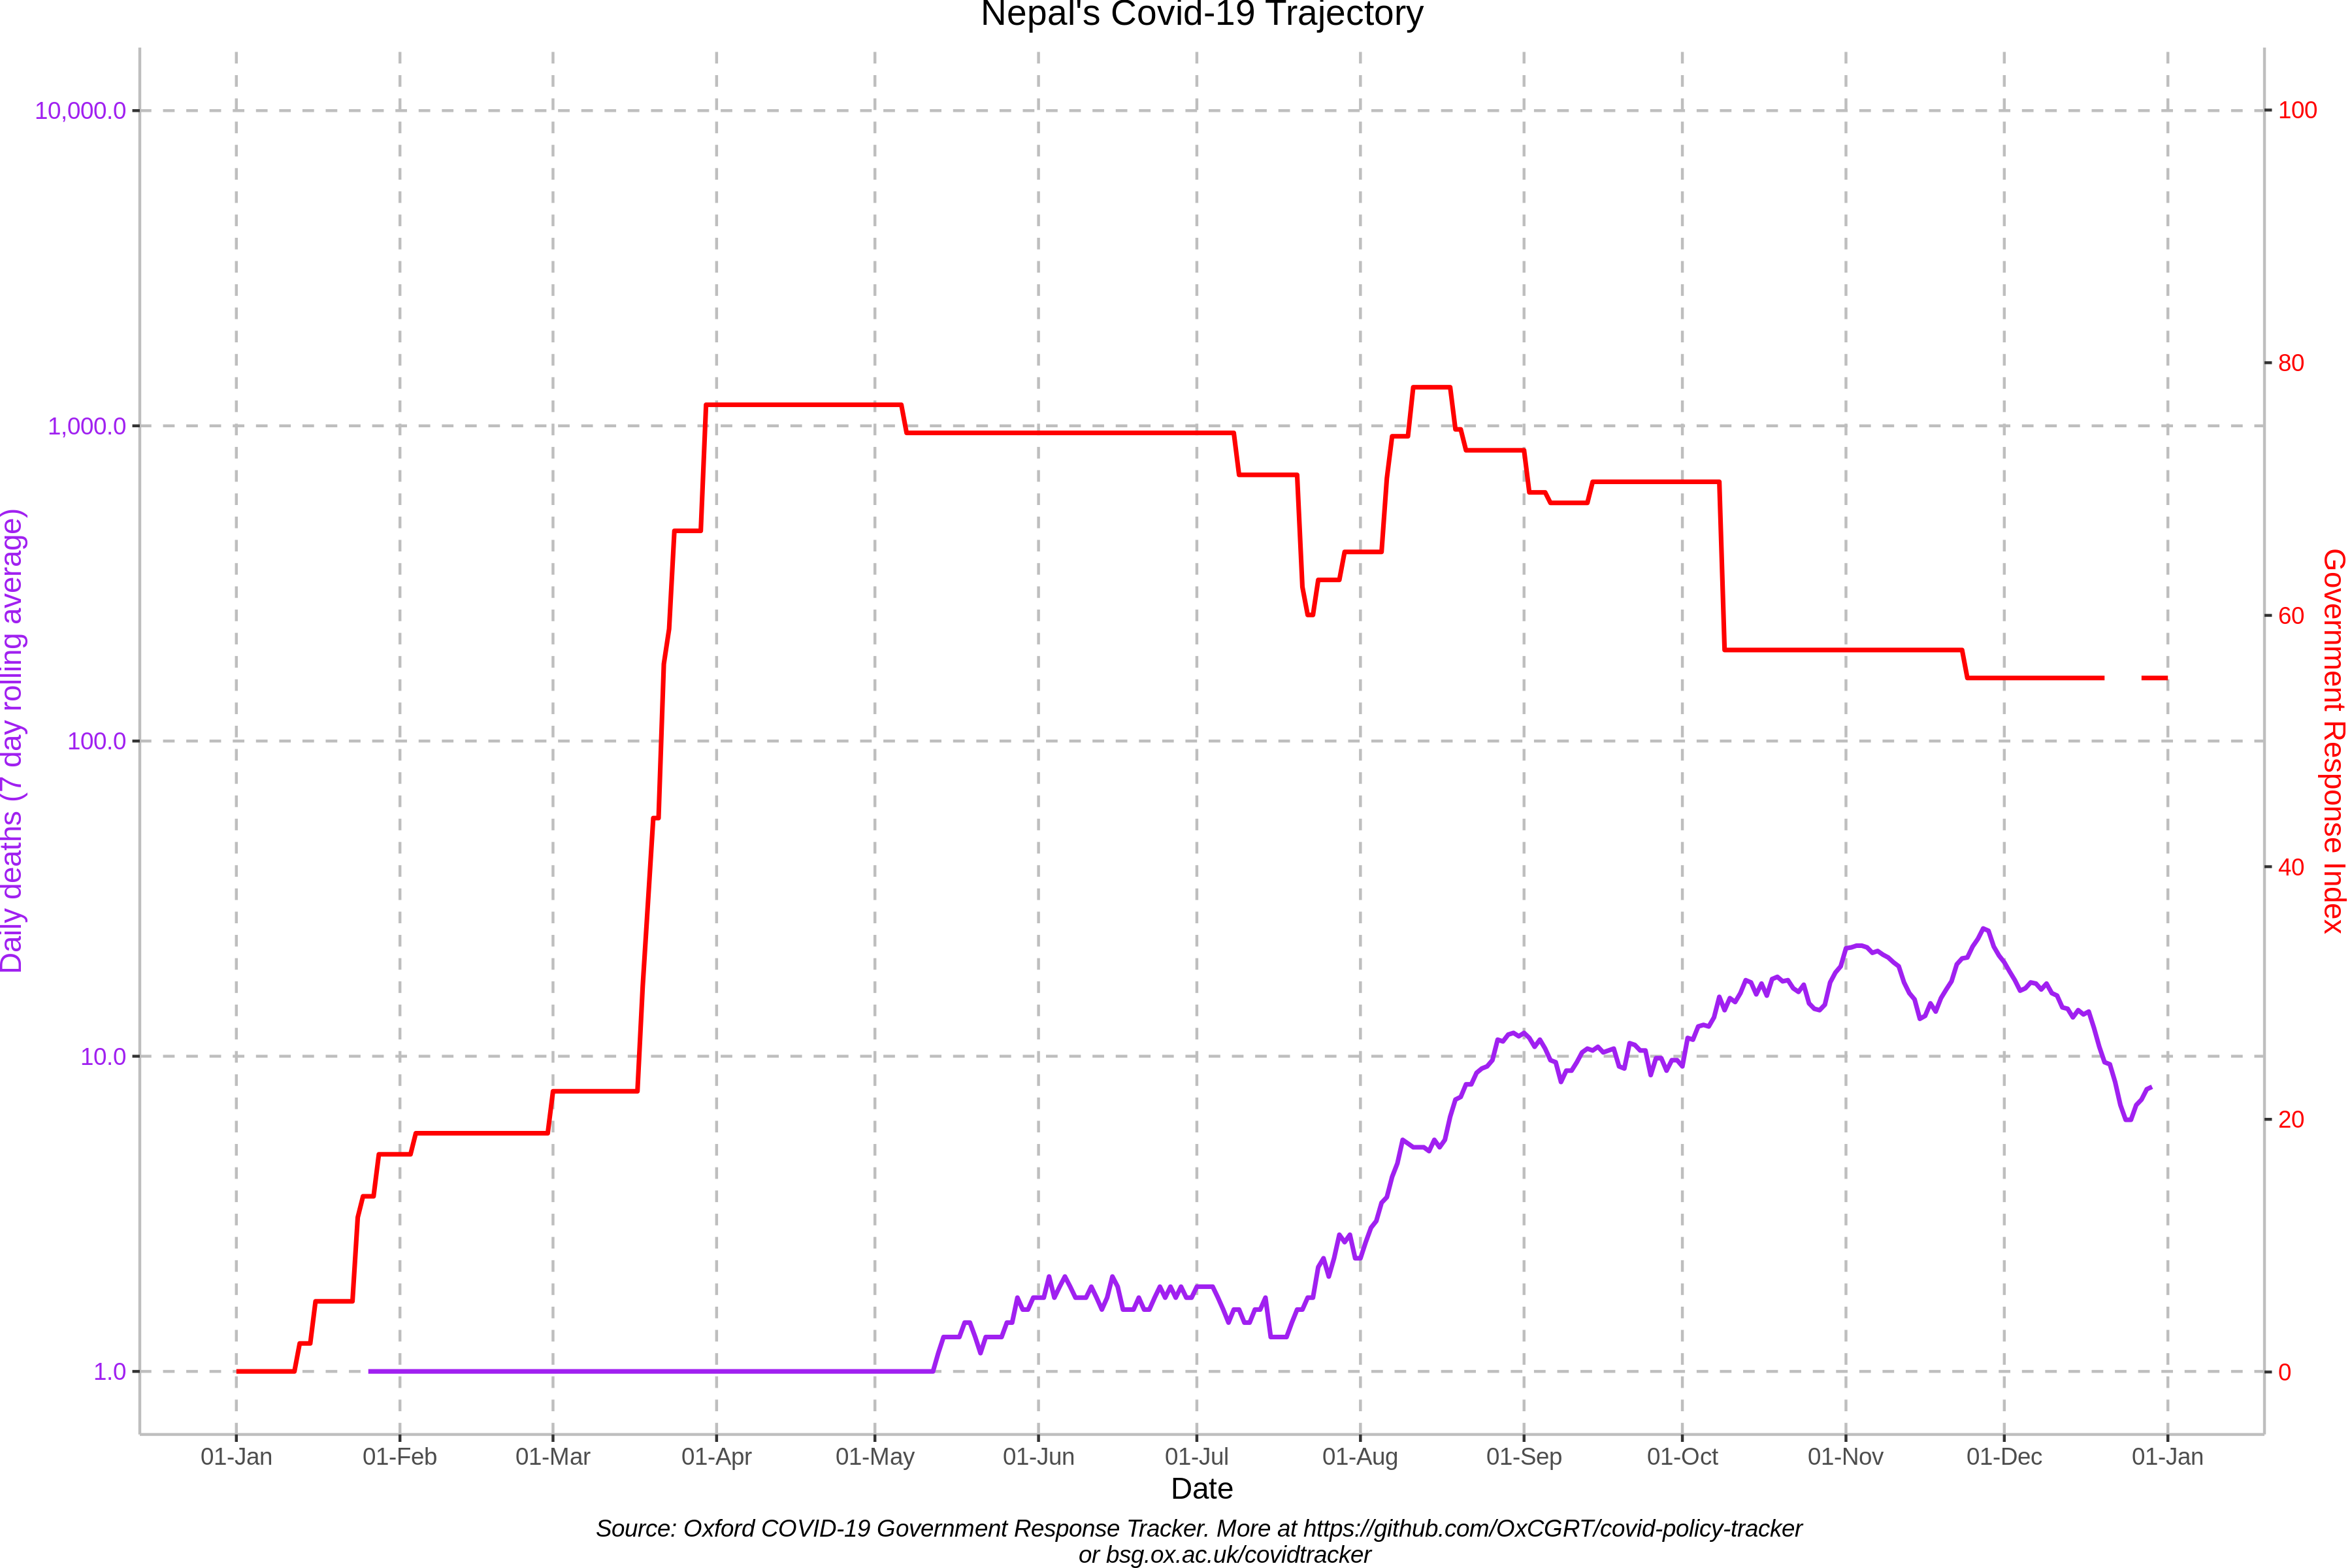 Nepal's Covid-19 Trajectory
10,000.0
1,000.0
100.0
10.0
1.0
Daily deaths (7 day rolling average)
100
80
60
40
20
0
Government Response Index
01-Jan
01-Feb
01-Mar
01-Apr
01-May
01-Jun
01-Jul
01-Aug
01-Sep
01-Oct
01-Nov
01-Dec
01-Jan
Date
Source: Oxford COVID-19 Government Response Tracker. More at https://github.com/OxCGRT/covid-policy-tracker
or bsg.ox.ac.uk/covidtracker